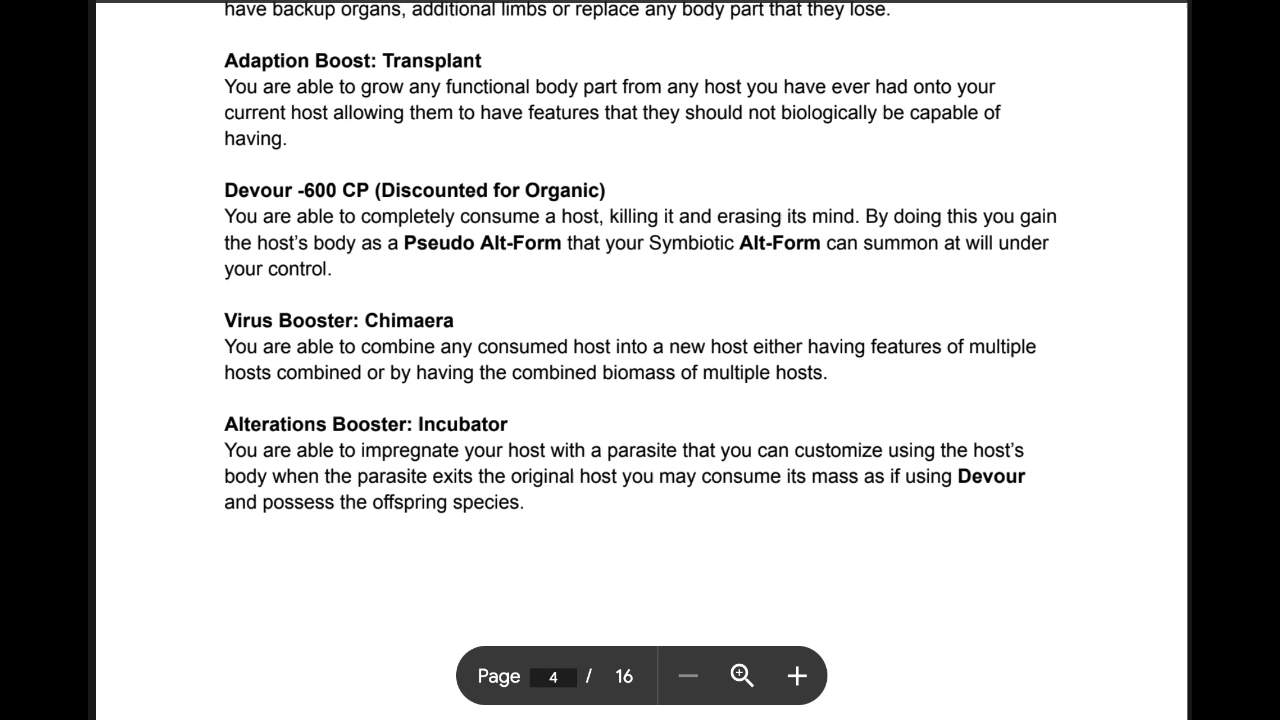 have backup organs, additional limbs or replace any body part that they lose.
Adaption Boost: Transplant
You are able to grow any functional body part from any host you have ever had onto your
current host allowing them to have features that they should not biologically be capable of
having.
Devour -600 CP (Discounted for Organic)
You are able to completely consume a host, killing it and erasing its mind. By doing this you gain
the host’s body as a Pseudo Alt-Form that your Symbiotic Alt-Form can summon at will under
your control.
Virus Booster: Chimaera
You are able to combine any consumed host into a new host either having features of multiple
hosts combined or by having the combined biomass of multiple hosts.
Alterations Booster: Incubator
You are able to impregnate your host with a parasite that you can customize using the host’s
body when the parasite exits the original host you may consume its mass as if using Devour
and possess the offspring species.
Page 4 / 16